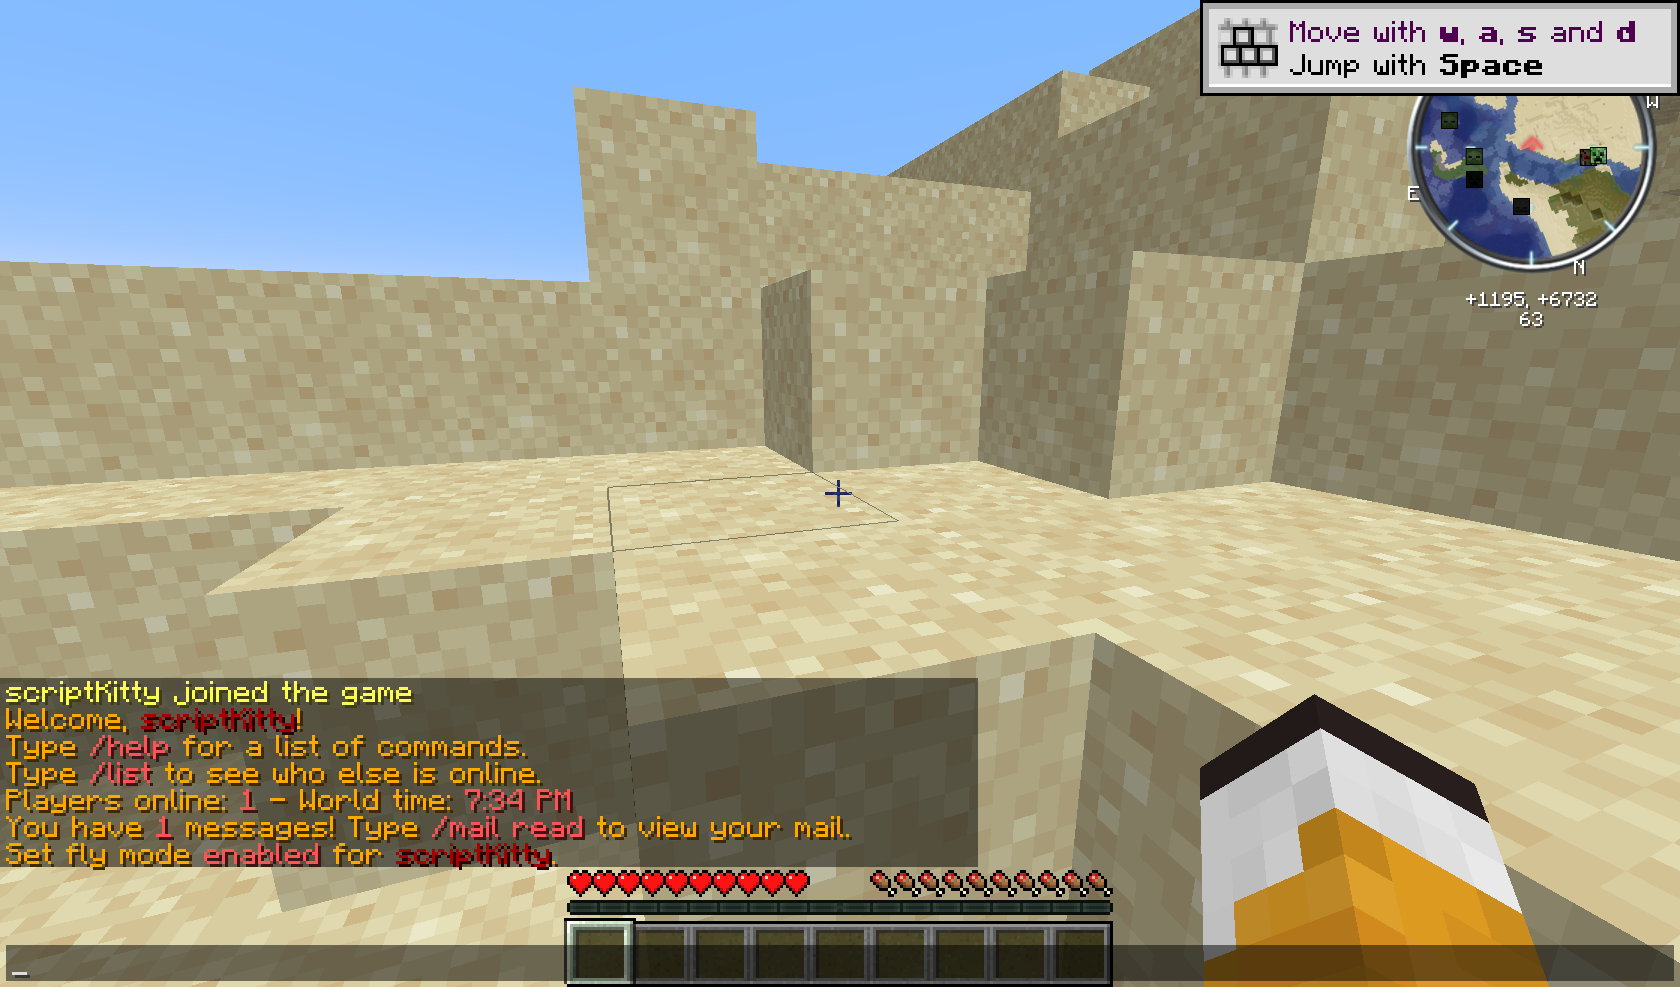 Move with w, a, s and d
Jump with Space
W
E
N
+1195, +6732
63
scriptKitty joined the game
Welcome, scriptKitty!
Type /help for a list of commands.
Type /list to see who else is online.
Players online: 1 - World time: 7:34 PM
You have 1 messages! Type /mail read to view your mail.
Set fly mode enabled for scriptKitty.
_